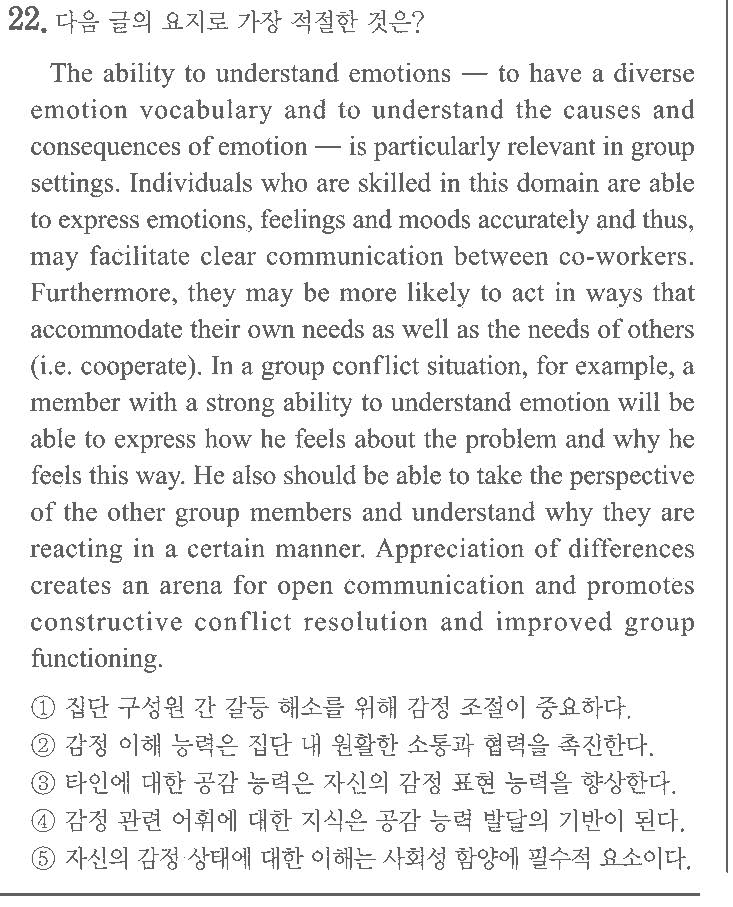 22. 다음 글의 요지로 가장 적절한 것은?
The ability to understand emotions — to have a diverse
emotion vocabulary and to understand the causes and
consequences of emotion — is particularly relevant in group
settings. Individuals who are skilled in this domain are able
to express emotions, feelings and moods accurately and thus,
may facilitate clear communication between co-workers.
Furthermore, they may be more likely to act in ways that
accommodate their own needs as well as the needs of others
(i.e. cooperate). In a group conflict situation, for example, a
member with a strong ability to understand emotion will be
able to express how he feels about the problem and why he
feels this way. He also should be able to take the perspective
of the other group members and understand why they are
reacting in a certain manner. Appreciation of differences
creates an arena for open communication and promotes
constructive conflict resolution and improved group
functioning.
① 집단 구성원 간 갈등 해소를 위해 감정 조절이 중요하다.
② 감정 이해 능력은 집단 내 원활한 소통과 협력을 촉진한다.
③ 타인에 대한 공감 능력은 자신의 감정 표현 능력을 향상한다.
④ 감정 관련 어휘에 대한 지식은 공감 능력 발달의 기반이 된다.
⑤ 자신의 감정 상태에 대한 이해는 사회성 함양에 필수적 요소이다.